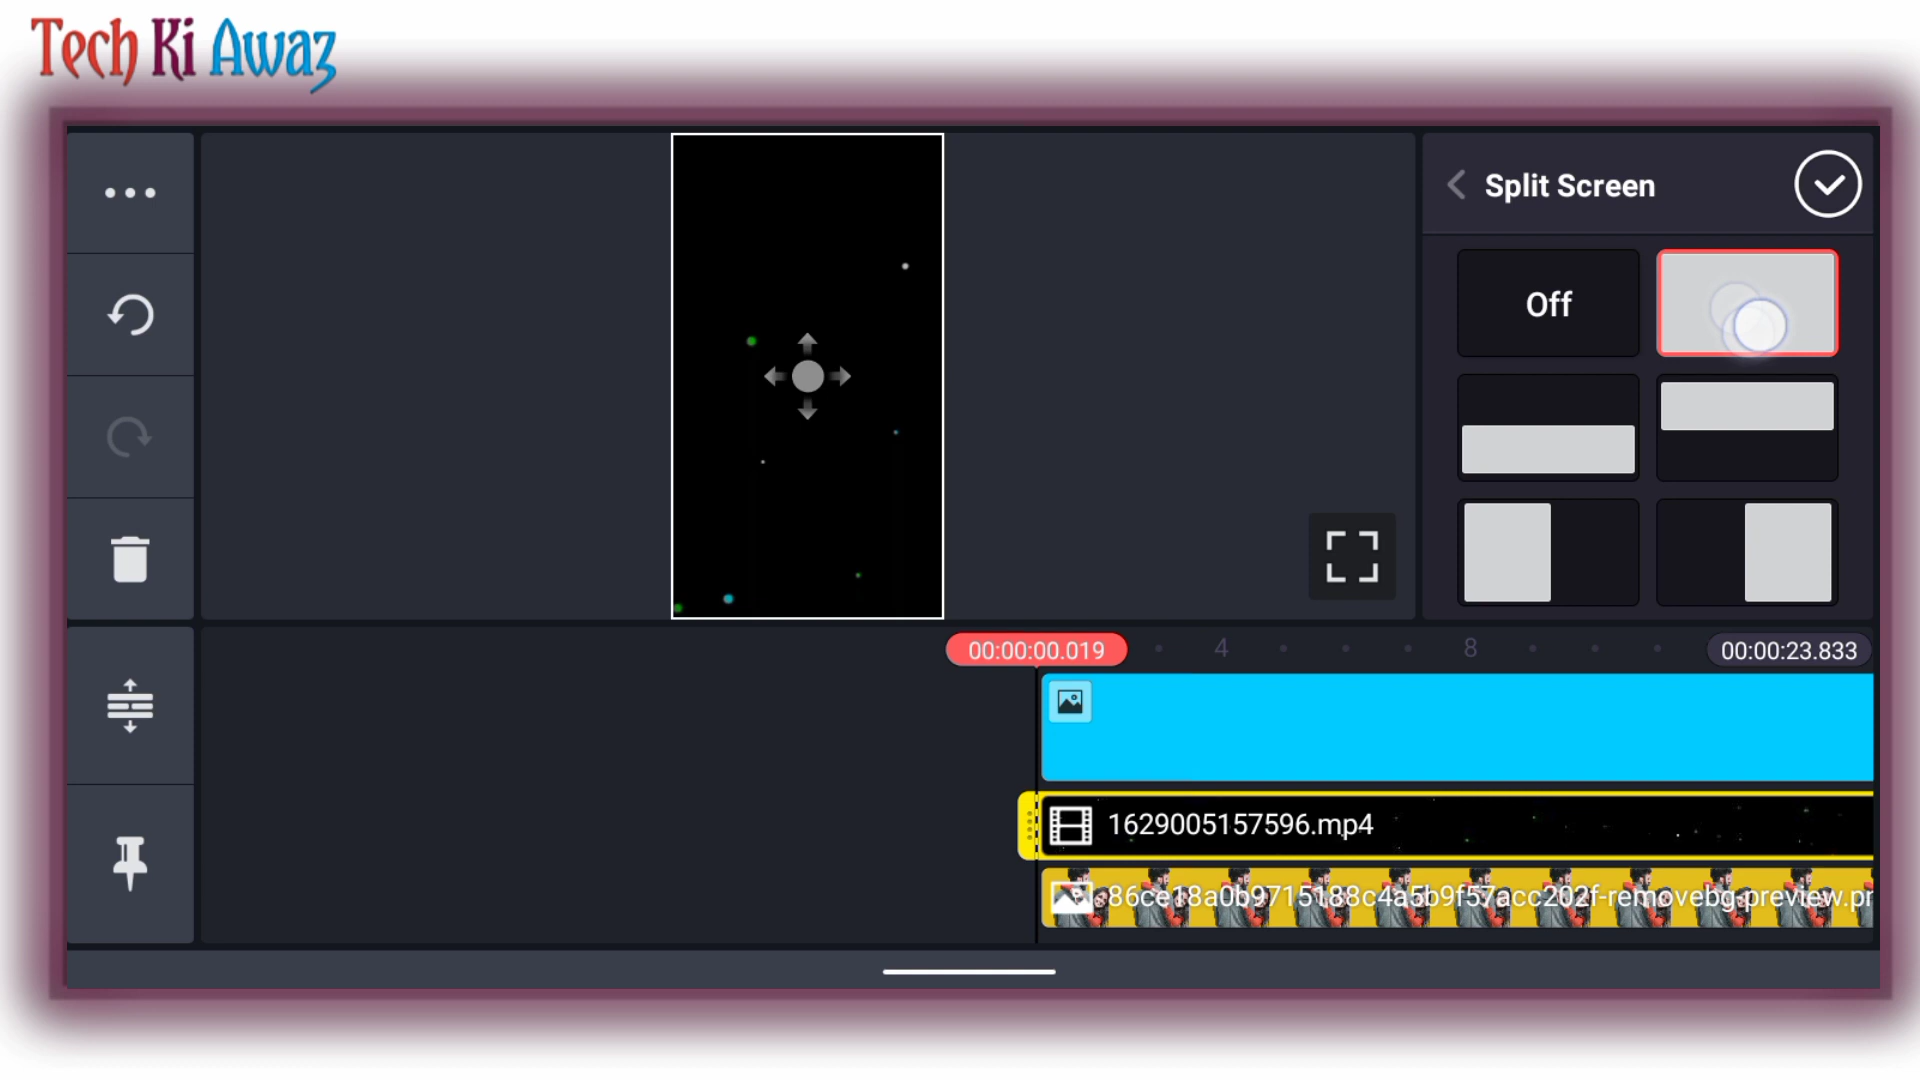 Tech Ki Awaz
Split Screen
Off
00:00:00.019
4
8
00:00:23.833
1629005157596.mp4
86ce18a0b9715188c4a5b9f57acc202f-removebg-preview.pr